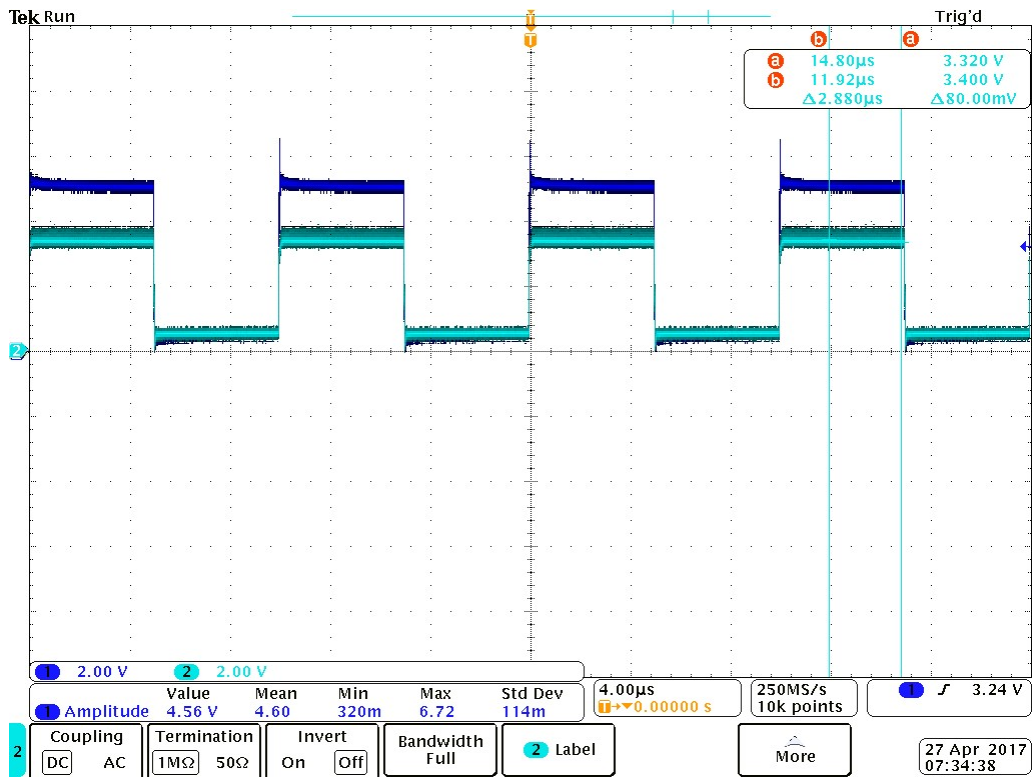 Tek Run Trig'd
T
T
b a
a 14.80µs 3.320 V
b 11.92µs 3.400 V
Δ2.880µs Δ80.00mV
2
1 2.00 V 2 2.00 V
Value Mean Min Max Std Dev
1 Amplitude 4.56 V 4.60 320m 6.72 114m
4.00µs
T→▼0.00000 s
250MS/s
10k points
1 3.24 V
2
Coupling
DC AC
Termination
1MΩ 50Ω
Invert
On Off
Bandwidth
Full
2 Label
More
27 Apr 2017
07:34:38